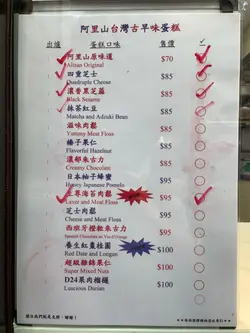 阿里山台灣古早味蛋糕
出爐 蛋糕口味 售價 ✓
阿里山原味道 $70
Alisan Original
四重芝士 $85
Quadruple Cheese
濃香黑芝麻 $85
Black Sesame
抹茶紅豆 $85
Matcha and Adzuki Bean
滋味肉鬆 $85
Yummy Meat Floss
榛子果仁 $85
Flavorful Hazelnut
濃郁朱古力 $85
Creamy Chocolate
日本柚子蜂蜜 $85
Honey Japanese Pomelo
至尊海苔肉鬆 $95
Laver and Meat Floss
芝士肉鬆 $95
Cheese and Meat Floss
西班牙橙軟朱古力 $95
養生紅棗桂圓 $100
Red Date and Longan
超級雜錦果仁 $100
Super Mixed Nuts
D24果肉榴槤 $100
Luscious Durian